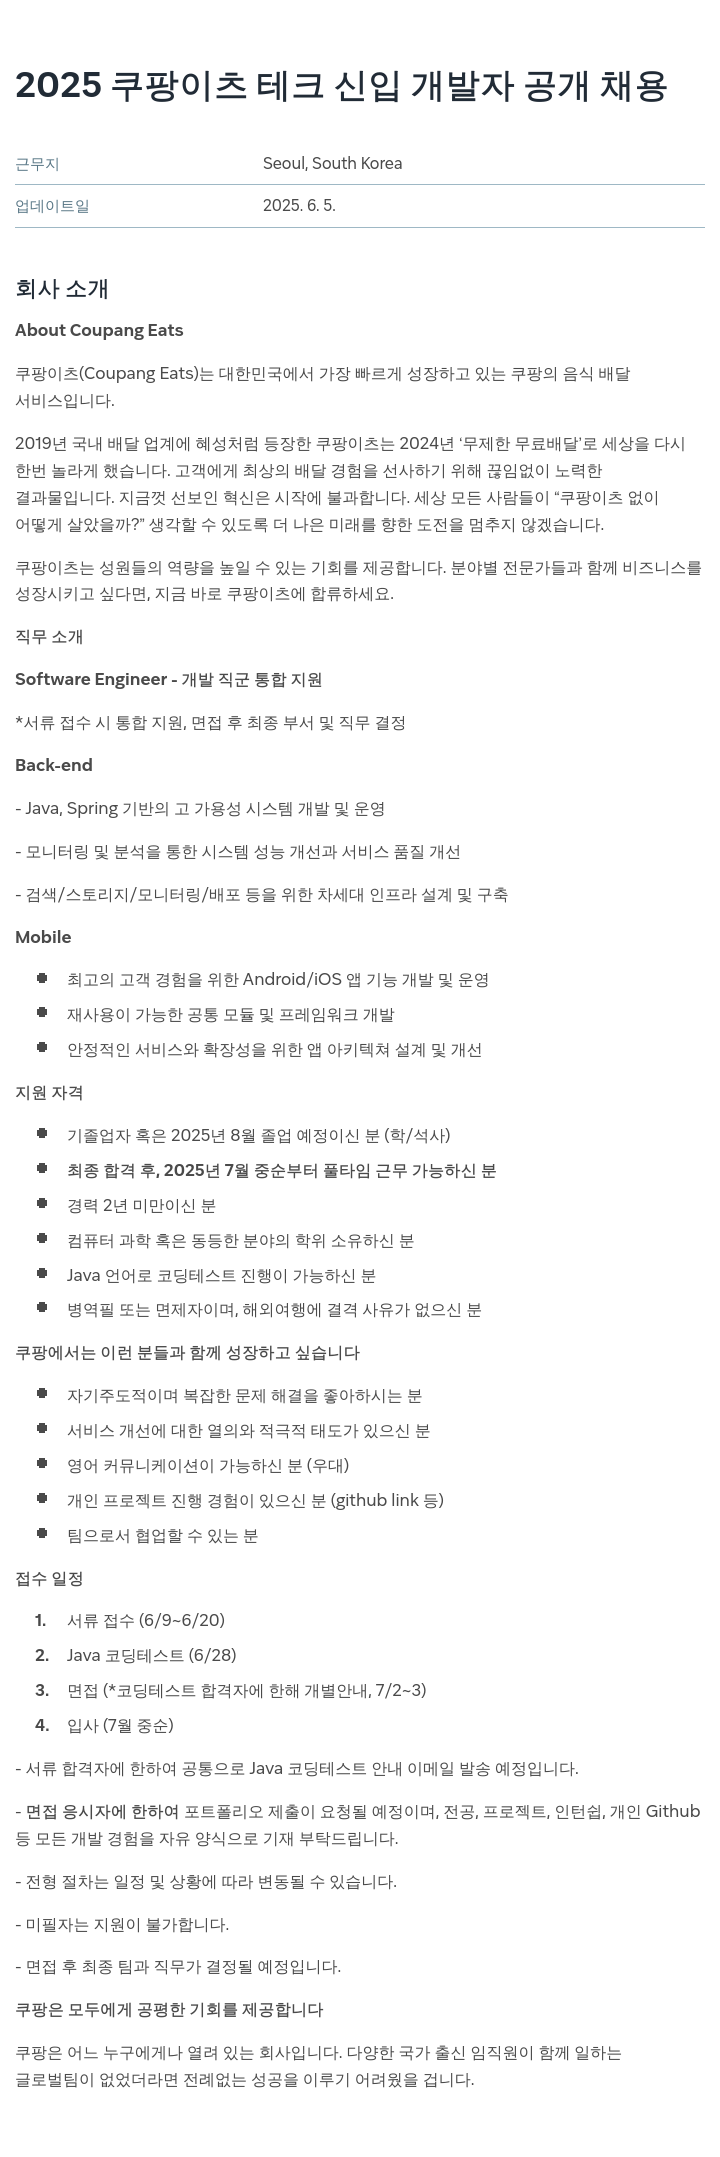 2025 쿠팡이츠 테크 신입 개발자 공개 채용
근무지 Seoul, South Korea
업데이트일 2025. 6. 5.
회사 소개
About Coupang Eats
쿠팡이츠(Coupang Eats)는 대한민국에서 가장 빠르게 성장하고 있는 쿠팡의 음식 배달
서비스입니다.
2019년 국내 배달 업계에 혜성처럼 등장한 쿠팡이츠는 2024년 ‘무제한 무료배달’로 세상을 다시
한번 놀라게 했습니다. 고객에게 최상의 배달 경험을 선사하기 위해 끊임없이 노력한
결과물입니다. 지금껏 선보인 혁신은 시작에 불과합니다. 세상 모든 사람들이 “쿠팡이츠 없이
어떻게 살았을까?” 생각할 수 있도록 더 나은 미래를 향한 도전을 멈추지 않겠습니다.
쿠팡이츠는 성원들의 역량을 높일 수 있는 기회를 제공합니다. 분야별 전문가들과 함께 비즈니스를
성장시키고 싶다면, 지금 바로 쿠팡이츠에 합류하세요.
직무 소개
Software Engineer - 개발 직군 통합 지원
*서류 접수 시 통합 지원, 면접 후 최종 부서 및 직무 결정
Back-end
- Java, Spring 기반의 고 가용성 시스템 개발 및 운영
- 모니터링 및 분석을 통한 시스템 성능 개선과 서비스 품질 개선
- 검색/스토리지/모니터링/배포 등을 위한 차세대 인프라 설계 및 구축
Mobile
● 최고의 고객 경험을 위한 Android/iOS 앱 기능 개발 및 운영
● 재사용이 가능한 공통 모듈 및 프레임워크 개발
● 안정적인 서비스와 확장성을 위한 앱 아키텍쳐 설계 및 개선
지원 자격
● 기졸업자 혹은 2025년 8월 졸업 예정이신 분 (학/석사)
● 최종 합격 후, 2025년 7월 중순부터 풀타임 근무 가능하신 분
● 경력 2년 미만이신 분
● 컴퓨터 과학 혹은 동등한 분야의 학위 소유하신 분
● Java 언어로 코딩테스트 진행이 가능하신 분
● 병역필 또는 면제자이며, 해외여행에 결격 사유가 없으신 분
쿠팡에서는 이런 분들과 함께 성장하고 싶습니다
● 자기주도적이며 복잡한 문제 해결을 좋아하시는 분
● 서비스 개선에 대한 열의와 적극적 태도가 있으신 분
● 영어 커뮤니케이션이 가능하신 분 (우대)
● 개인 프로젝트 진행 경험이 있으신 분 (github link 등)
● 팀으로서 협업할 수 있는 분
접수 일정
1. 서류 접수 (6/9~6/20)
2. Java 코딩테스트 (6/28)
3. 면접 (*코딩테스트 합격자에 한해 개별안내, 7/2~3)
4. 입사 (7월 중순)
- 서류 합격자에 한하여 공통으로 Java 코딩테스트 안내 이메일 발송 예정입니다.
- 면접 응시자에 한하여 포트폴리오 제출이 요청될 예정이며, 전공, 프로젝트, 인턴쉽, 개인 Github
등 모든 개발 경험을 자유 양식으로 기재 부탁드립니다.
- 전형 절차는 일정 및 상황에 따라 변동될 수 있습니다.
- 미필자는 지원이 불가합니다.
- 면접 후 최종 팀과 직무가 결정될 예정입니다.
쿠팡은 모두에게 공평한 기회를 제공합니다
쿠팡은 어느 누구에게나 열려 있는 회사입니다. 다양한 국가 출신 임직원이 함께 일하는
글로벌팀이 없었더라면 전례없는 성공을 이루기 어려웠을 겁니다.